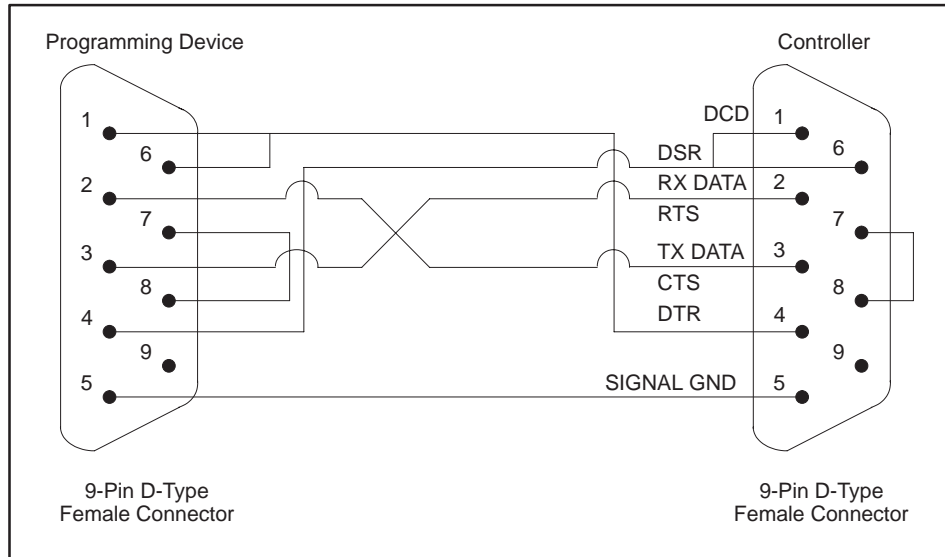 Programming Device
Controller
1
6
2
7
3
8
4
9
5
DCD
DSR
RX DATA
RTS
TX DATA
CTS
DTR
SIGNAL GND
1
6
2
7
3
8
4
9
5
9-Pin D-Type
Female Connector
9-Pin D-Type
Female Connector